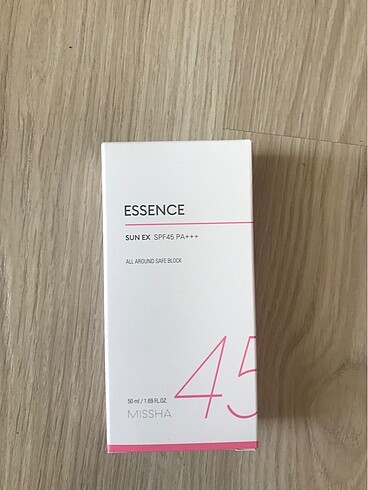 ESSENCE
SUN EX SPF45 PA+++
ALL AROUND SAFE BLOCK
45
50 ml / 1.69 FL.OZ.
MISSHA